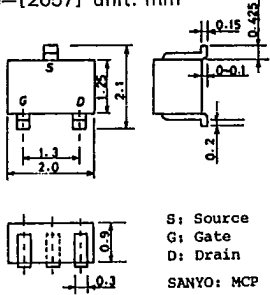 [2057] unit: mm
0.15
0.425
S
1.25
2.1
0~0.1
G D
0.2
1.3
2.0
0.9
0.3
S: Source
G: Gate
D: Drain
SANYO: MCP